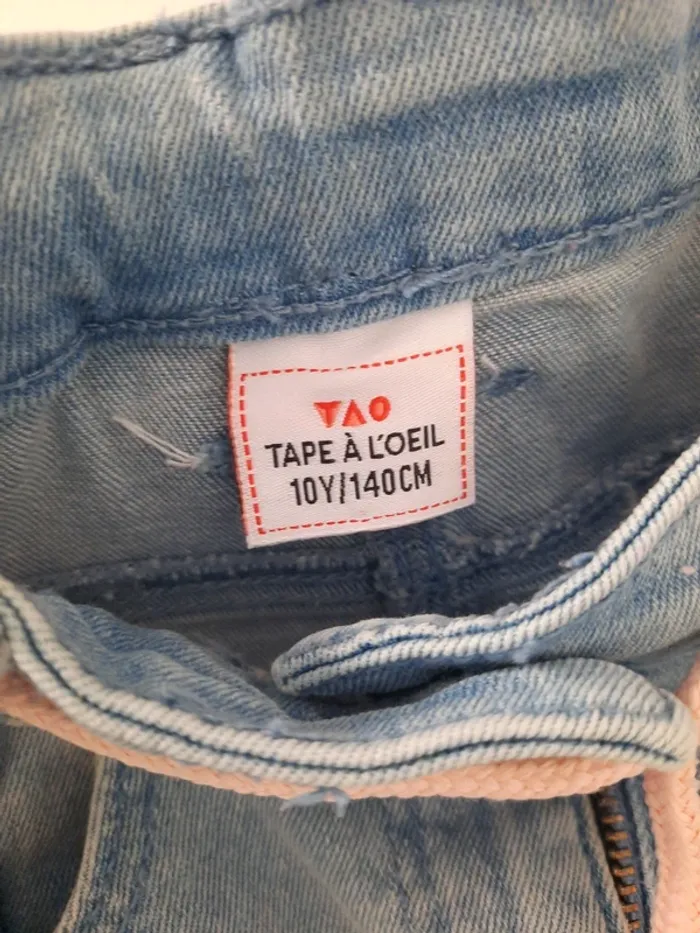 TAO
TAPE À L'OEIL
10Y/140CM